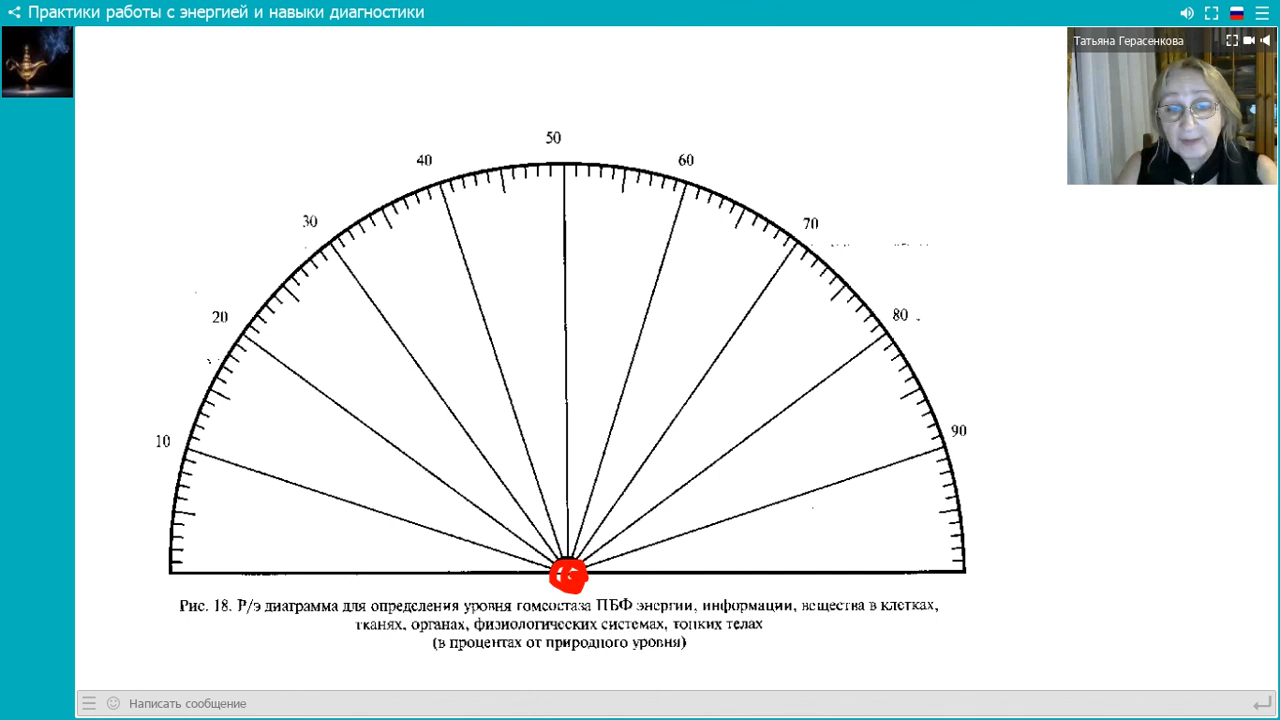 Практики работы с энергией и навыки диагностики
Татьяна Герасенкова
50
40
60
30
70
20
80
10
90
Рис. 18. Р/э диаграмма для определения уровня гомеостаза ПБФ энергии, информации, вещества в клетках,
тканях, органах, физиологических системах, тонких телах
(в процентах от природного уровня)
Написать сообщение